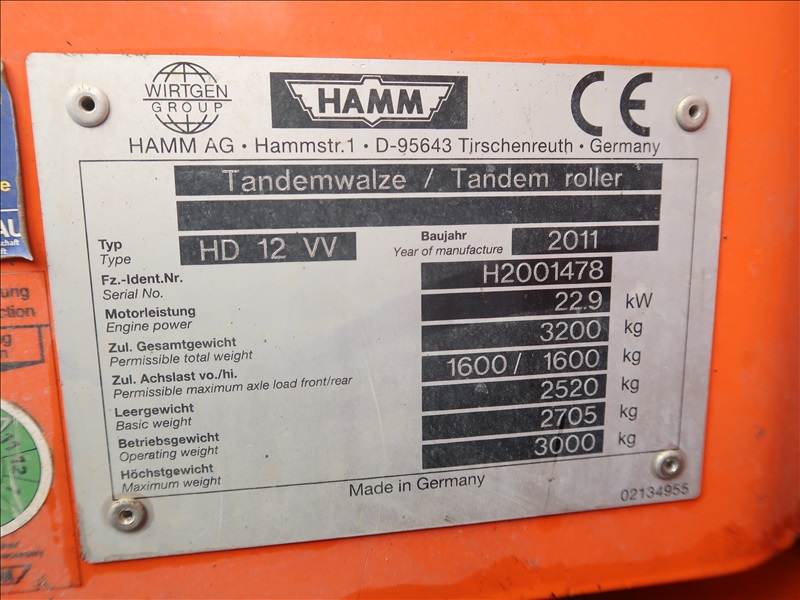 WIRTGEN
GROUP
HAMM
CE
HAMM AG · Hammstr.1 · D-95643 Tirschenreuth · Germany
Tandemwalze / Tandem roller
Typ
Type
HD 12 VV
Baujahr
Year of manufacture
2011
Fz.-Ident.Nr.
Serial No.
H2001478
Motorleistung
Engine power
22.9 kW
Zul. Gesamtgewicht
Permissible total weight
3200 kg
Zul. Achslast vo./hi.
Permissible maximum axle load front/rear
1600 / 1600 kg
Leergewicht
Basic weight
2520 kg
Betriebsgewicht
Operating weight
2705 kg
Höchstgewicht
Maximum weight
3000 kg
Made in Germany
02134955